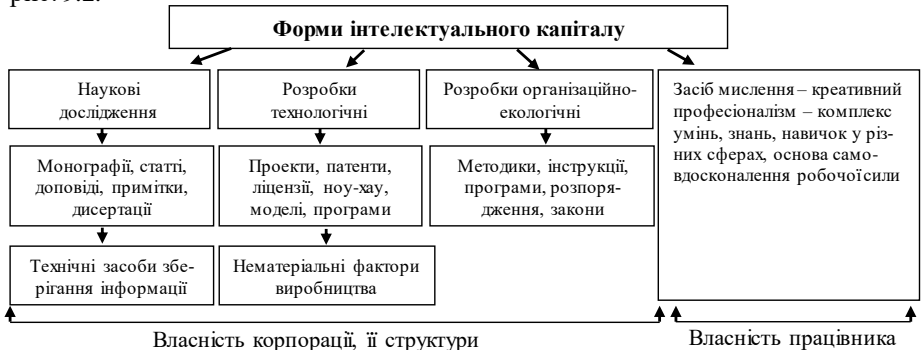 рис. 9.2.
Форми інтелектуального капіталу
Наукові
дослідження
Розробки
технологічні
Розробки організаційно-
екологічні
Засіб мислення – креативний
професіоналізм – комплекс
умінь, знань, навичок у різ-
них сферах, основа само-
вдосконалення робочої сили
Монографії, статті,
доповіді, примітки,
дисертації
Проекти, патенти,
ліцензії, ноу-хау,
моделі, програми
Методики, інструкції,
програми, розпоря-
дження, закони
Технічні засоби збе-
рігання інформації
Нематеріальні фактори
виробництва
Власність корпорації, її структури
Власність працівника